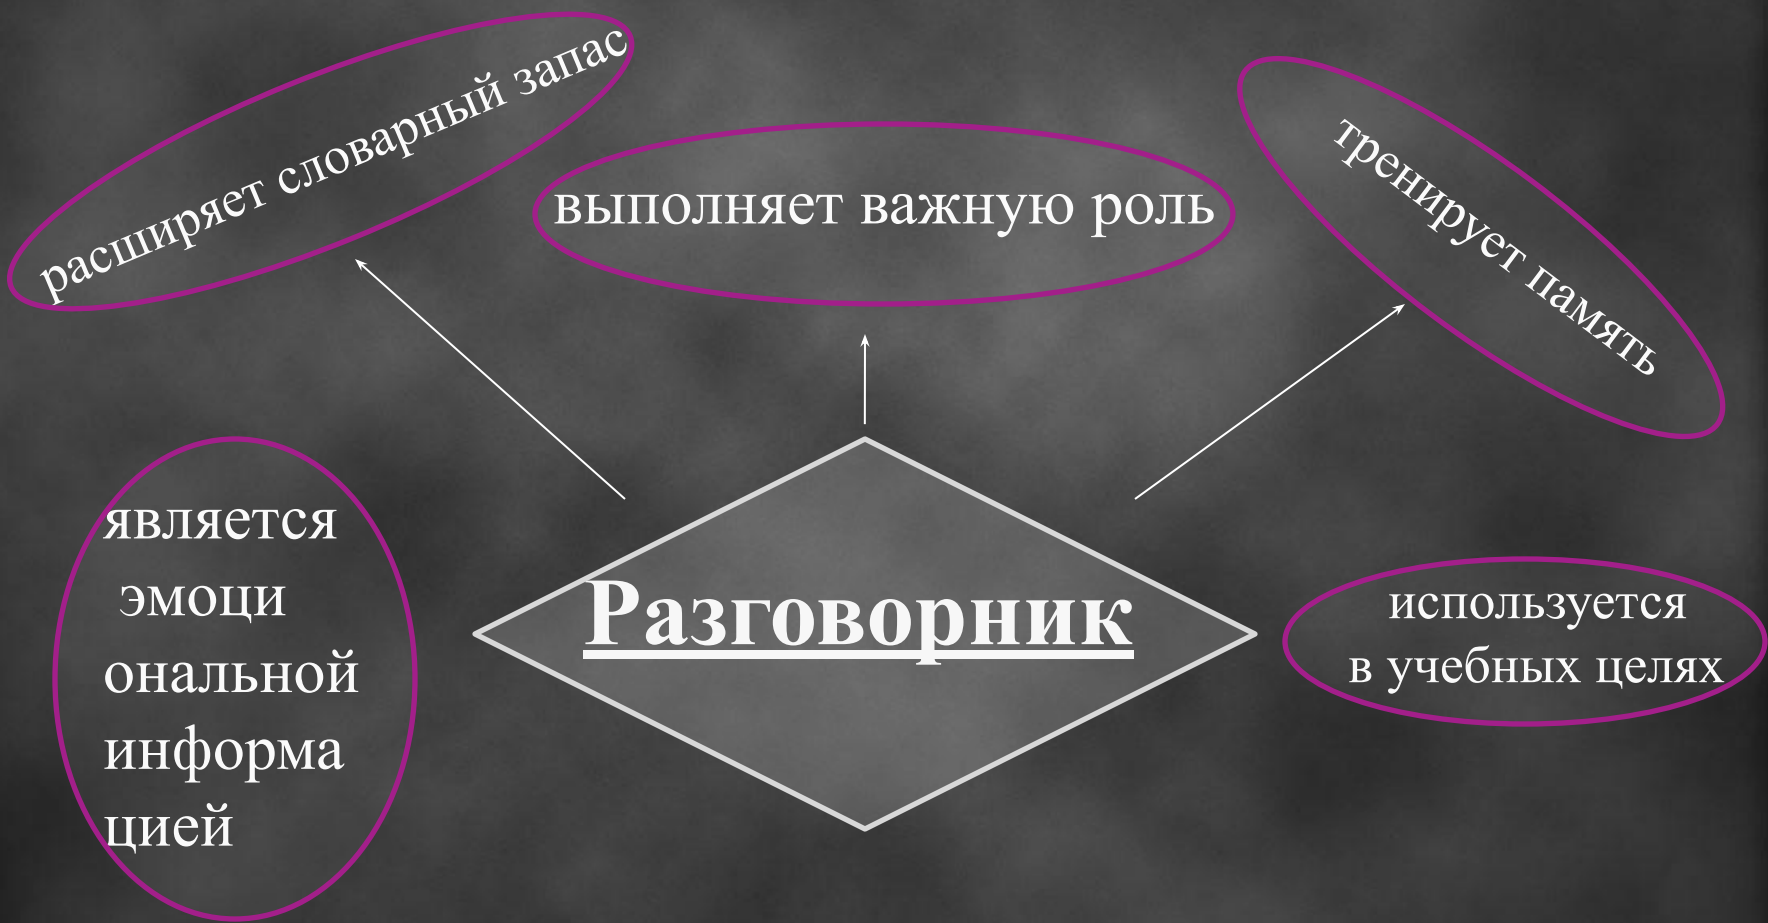 расширяет словарный запас
выполняет важную роль
тренирует память
является
эмоци
ональной
информа
цией
Разговорник
используется
в учебных целях